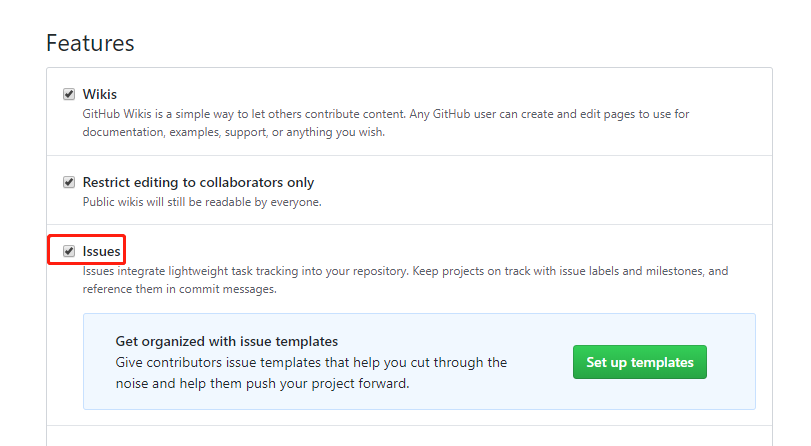 Features
Wikis
GitHub Wikis is a simple way to let others contribute content. Any GitHub user can create and edit pages to use for
documentation, examples, support, or anything you wish.
Restrict editing to collaborators only
Public wikis will still be readable by everyone.
Issues
Issues integrate lightweight task tracking into your repository. Keep projects on track with issue labels and milestones, and
reference them in commit messages.
Get organized with issue templates
Give contributors issue templates that help you cut through the
noise and help them push your project forward.
Set up templates